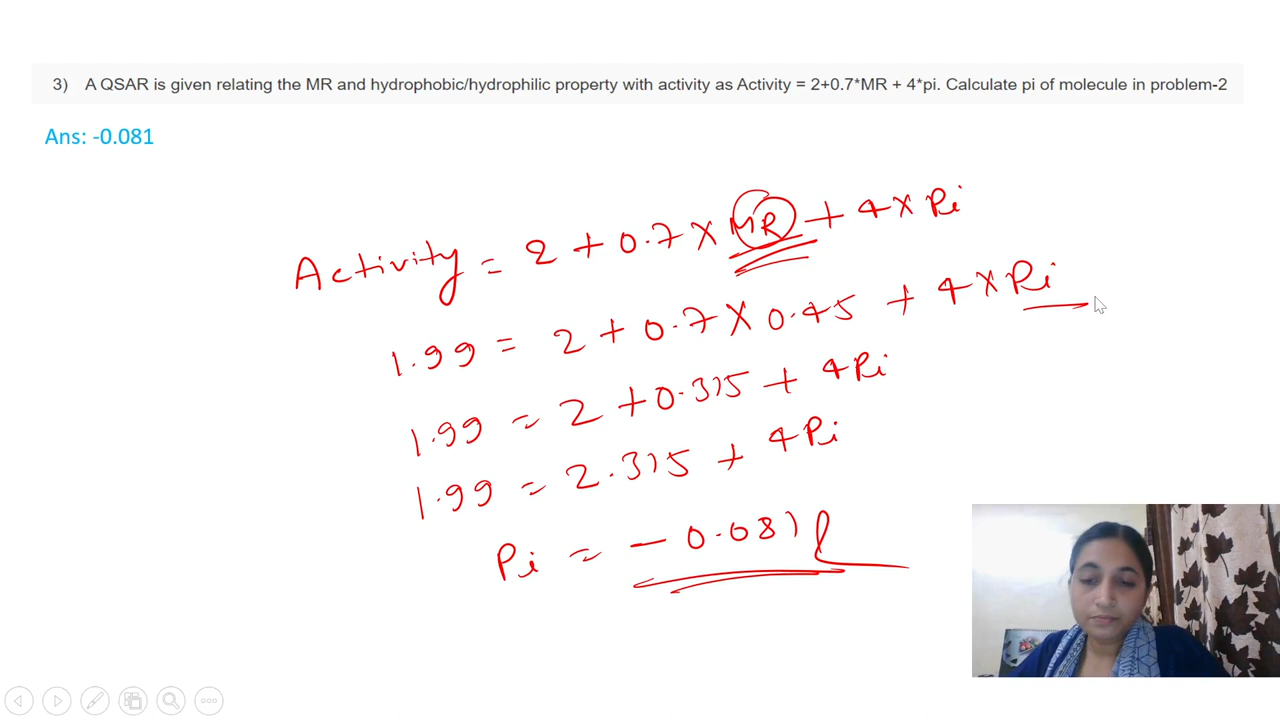 3) A QSAR is given relating the MR and hydrophobic/hydrophilic property with activity as Activity = 2+0.7*MR + 4*pi. Calculate pi of molecule in problem-2
Ans: -0.081
Activity = 2 + 0.7 × MR + 4 × Pi
1.99 = 2 + 0.7 × 0.45 + 4 × Pi
1.99 = 2 + 0.315 + 4Pi
1.99 = 2.315 + 4Pi
Pi = - 0.081